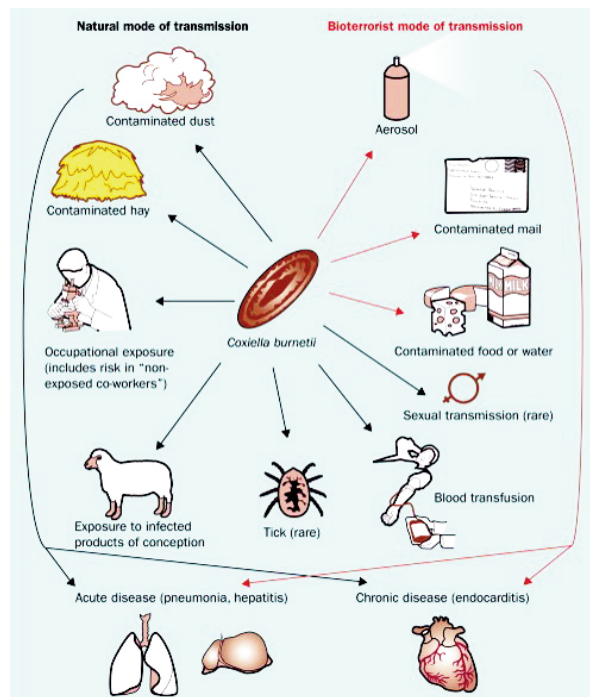 Natural mode of transmission
Bioterrorist mode of transmission
Contaminated dust
Aerosol
Contaminated hay
Contaminated mail
MILK
Occupational exposure
(includes risk in “non-
exposed co-workers”)
Coxiella burnetii
Contaminated food or water
Sexual transmission (rare)
Blood transfusion
Exposure to infected
products of conception
Tick (rare)
Acute disease (pneumonia, hepatitis)
Chronic disease (endocarditis)